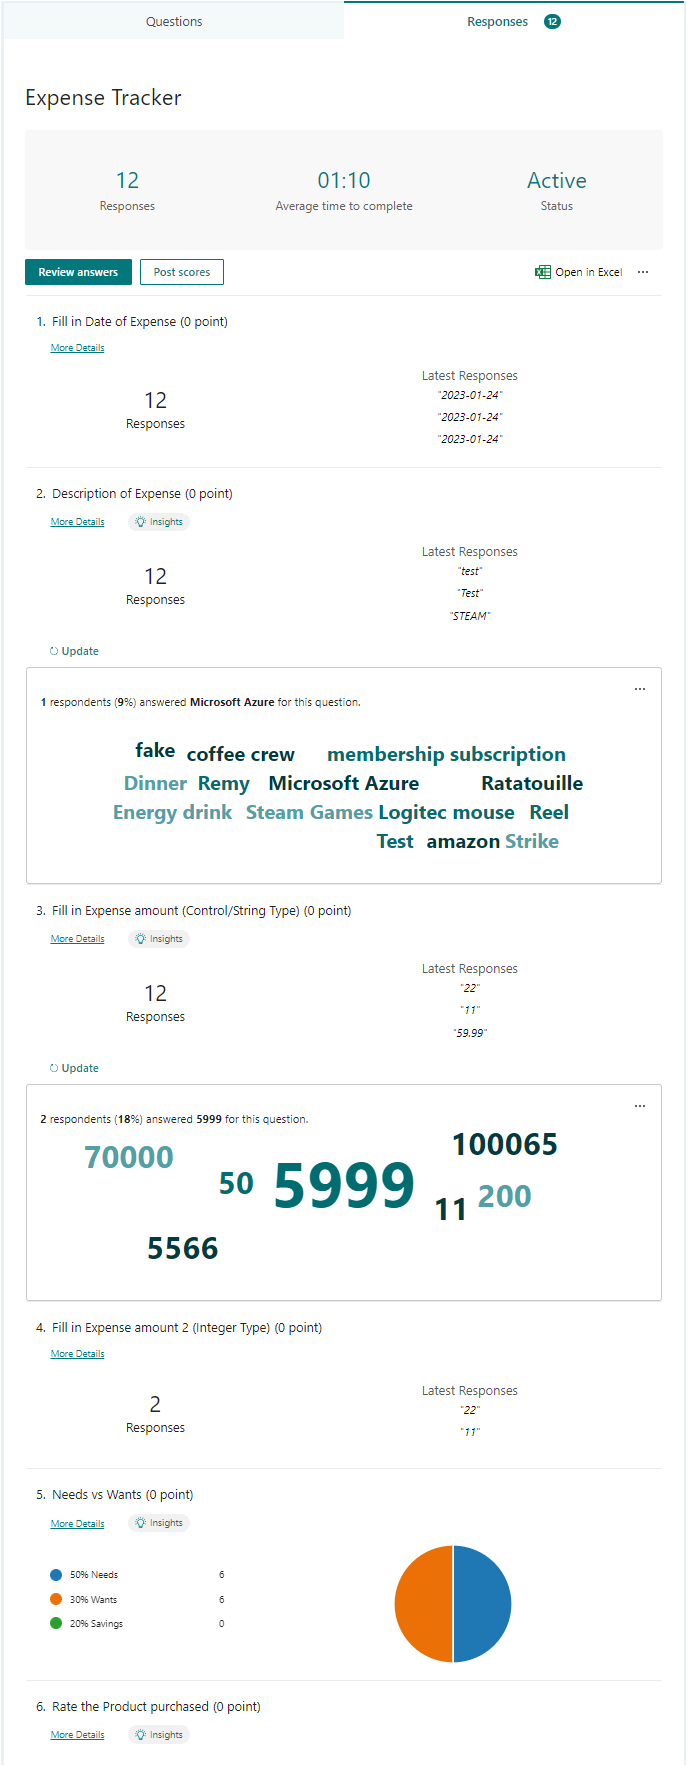 Questions
Responses 12
Expense Tracker
12
Responses
01:10
Average time to complete
Active
Status
Review answers
Post scores
Open in Excel
1. Fill in Date of Expense (0 point)
More Details
12
Responses
Latest Responses
"2023-01-24"
"2023-01-24"
"2023-01-24"
2. Description of Expense (0 point)
More Details
Insights
12
Responses
Latest Responses
"test"
"Test"
"STEAM"
Update
1 respondents (9%) answered Microsoft Azure for this question.
fake coffee crew membership subscription
Dinner Remy Microsoft Azure Ratatouille
Energy drink Steam Games Logitec mouse Reel
Test amazon Strike
3. Fill in Expense amount (Control/String Type) (0 point)
More Details
Insights
12
Responses
Latest Responses
"22"
"11"
"59.99"
Update
2 respondents (18%) answered 5999 for this question.
70000
100065
50
5999
11
200
5566
4. Fill in Expense amount 2 (Integer Type) (0 point)
More Details
2
Responses
Latest Responses
"22"
"11"
5. Needs vs Wants (0 point)
More Details
Insights
50% Needs 6
30% Wants 6
20% Savings 0
6. Rate the Product purchased (0 point)
More Details
Insights